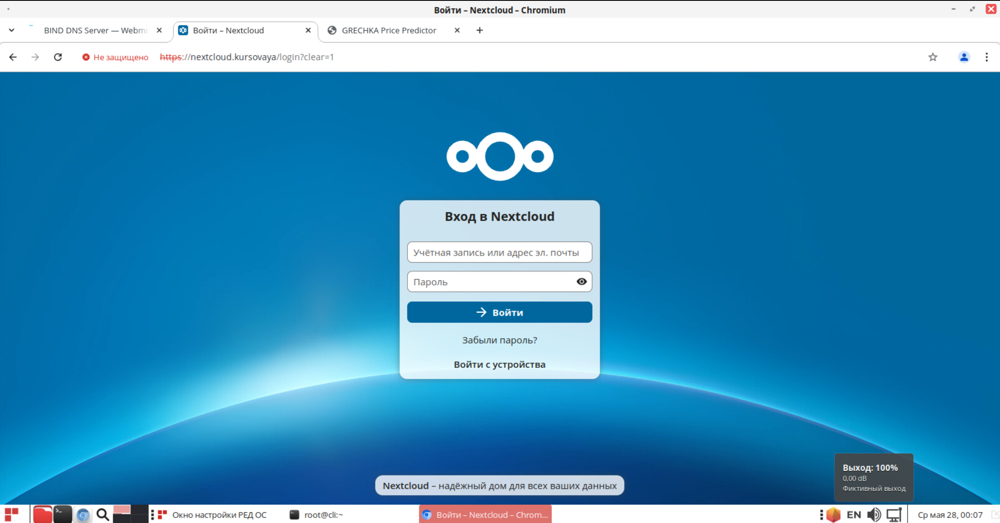 Войти – Nextcloud – Chromium
BIND DNS Server — Webmi
Войти – Nextcloud
GRECHKA Price Predictor
Не защищено
https://nextcloud.kursovaya/login?clear=1
Вход в Nextcloud
Учётная запись или адрес эл. почты
Пароль
Войти
Забыли пароль?
Войти с устройства
Nextcloud – надёжный дом для всех ваших данных
Выход: 100%
0,00 dB
Фиктивный выход
Окно настройки РЕД ОС
root@cli:~
Войти – Nextcloud – Chrom...
EN
Ср мая 28, 00:07